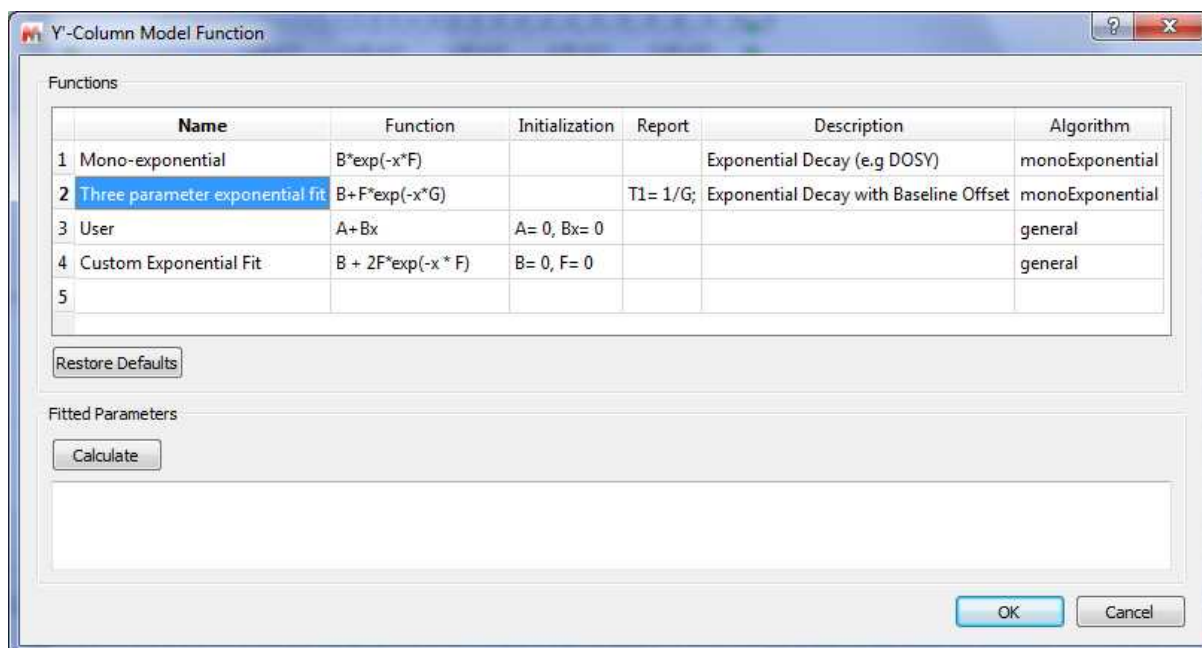 Y'-Column Model Function
Functions
Name Function Initialization Report Description Algorithm
1 Mono-exponential B*exp(-x*F) Exponential Decay (e.g DOSY) monoExponential
2 Three parameter exponential fit B+F*exp(-x*G) T1= 1/G; Exponential Decay with Baseline Offset monoExponential
3 User A+Bx A= 0, Bx= 0 general
4 Custom Exponential Fit B + 2F*exp(-x * F) B= 0, F= 0 general
5
Restore Defaults
Fitted Parameters
Calculate
OK Cancel